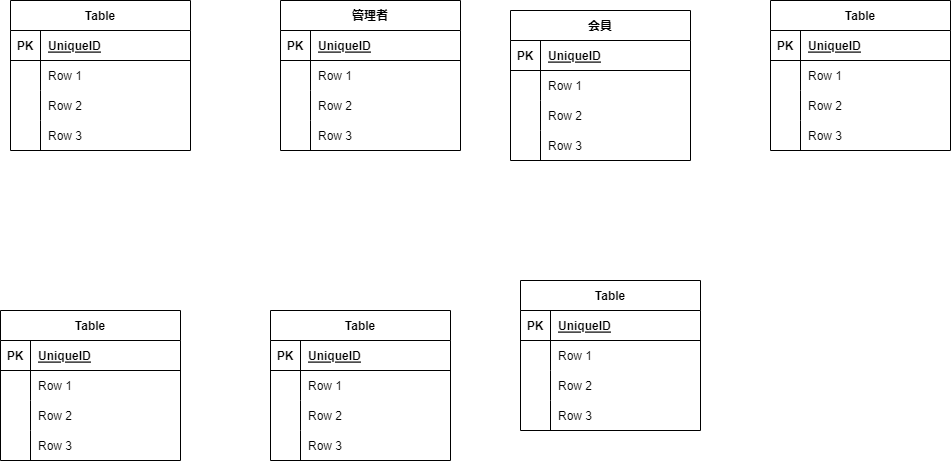 Table
PK UniqueID
Row 1
Row 2
Row 3
管理者
PK UniqueID
Row 1
Row 2
Row 3
会員
PK UniqueID
Row 1
Row 2
Row 3
Table
PK UniqueID
Row 1
Row 2
Row 3
Table
PK UniqueID
Row 1
Row 2
Row 3
Table
PK UniqueID
Row 1
Row 2
Row 3
Table
PK UniqueID
Row 1
Row 2
Row 3